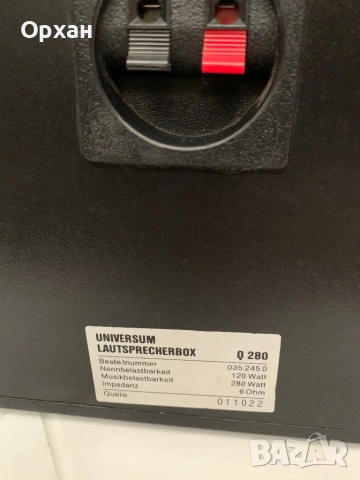 Орхан
UNIVERSUM
LAUTSPRECHERBOX Q 280
Bestellnummer 035 245 0
Nennbelastbarkeit 120 Watt
Musikbelastbarkeit 280 Watt
Impedanz 6 Ohm
Quelle 011022
BAZAR